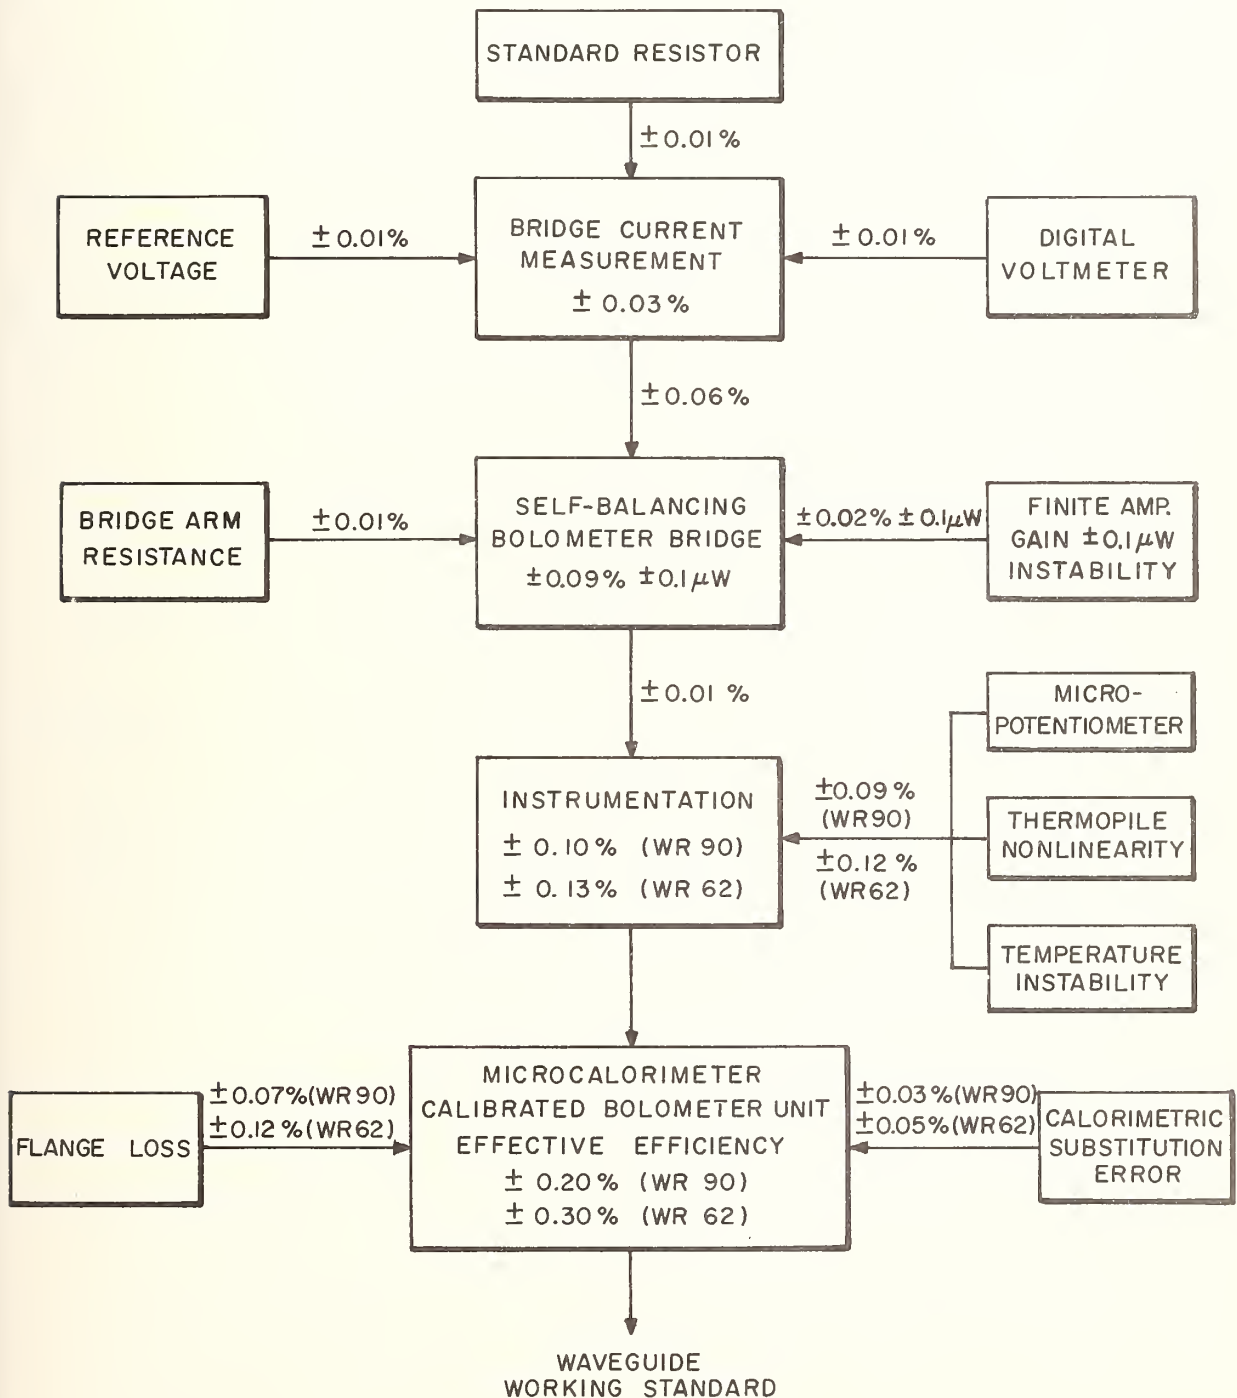 STANDARD RESISTOR
±0.01%
REFERENCE
VOLTAGE
±0.01%
BRIDGE CURRENT
MEASUREMENT
± 0.03%
±0.01%
DIGITAL
VOLTMETER
±0.06%
BRIDGE ARM
RESISTANCE
±0.01%
SELF-BALANCING
BOLOMETER BRIDGE
±0.09% ±0.1μW
±0.02% ±0.1μW
FINITE AMP.
GAIN ±0.1μW
INSTABILITY
±0.01 %
INSTRUMENTATION
± 0.10% (WR 90)
± 0.13% (WR 62)
±0.09%
(WR90)
±0.12%
(WR62)
MICRO-
POTENTIOMETER
THERMOPILE
NONLINEARITY
TEMPERATURE
INSTABILITY
FLANGE LOSS
±0.07%(WR90)
±0.12%(WR62)
MICROCALORIMETER
CALIBRATED BOLOMETER UNIT
EFFECTIVE EFFICIENCY
± 0.20% (WR 90)
± 0.30% (WR 62)
±0.03%(WR90)
±0.05%(WR62)
CALORIMETRIC
SUBSTITUTION
ERROR
WAVEGUIDE
WORKING STANDARD